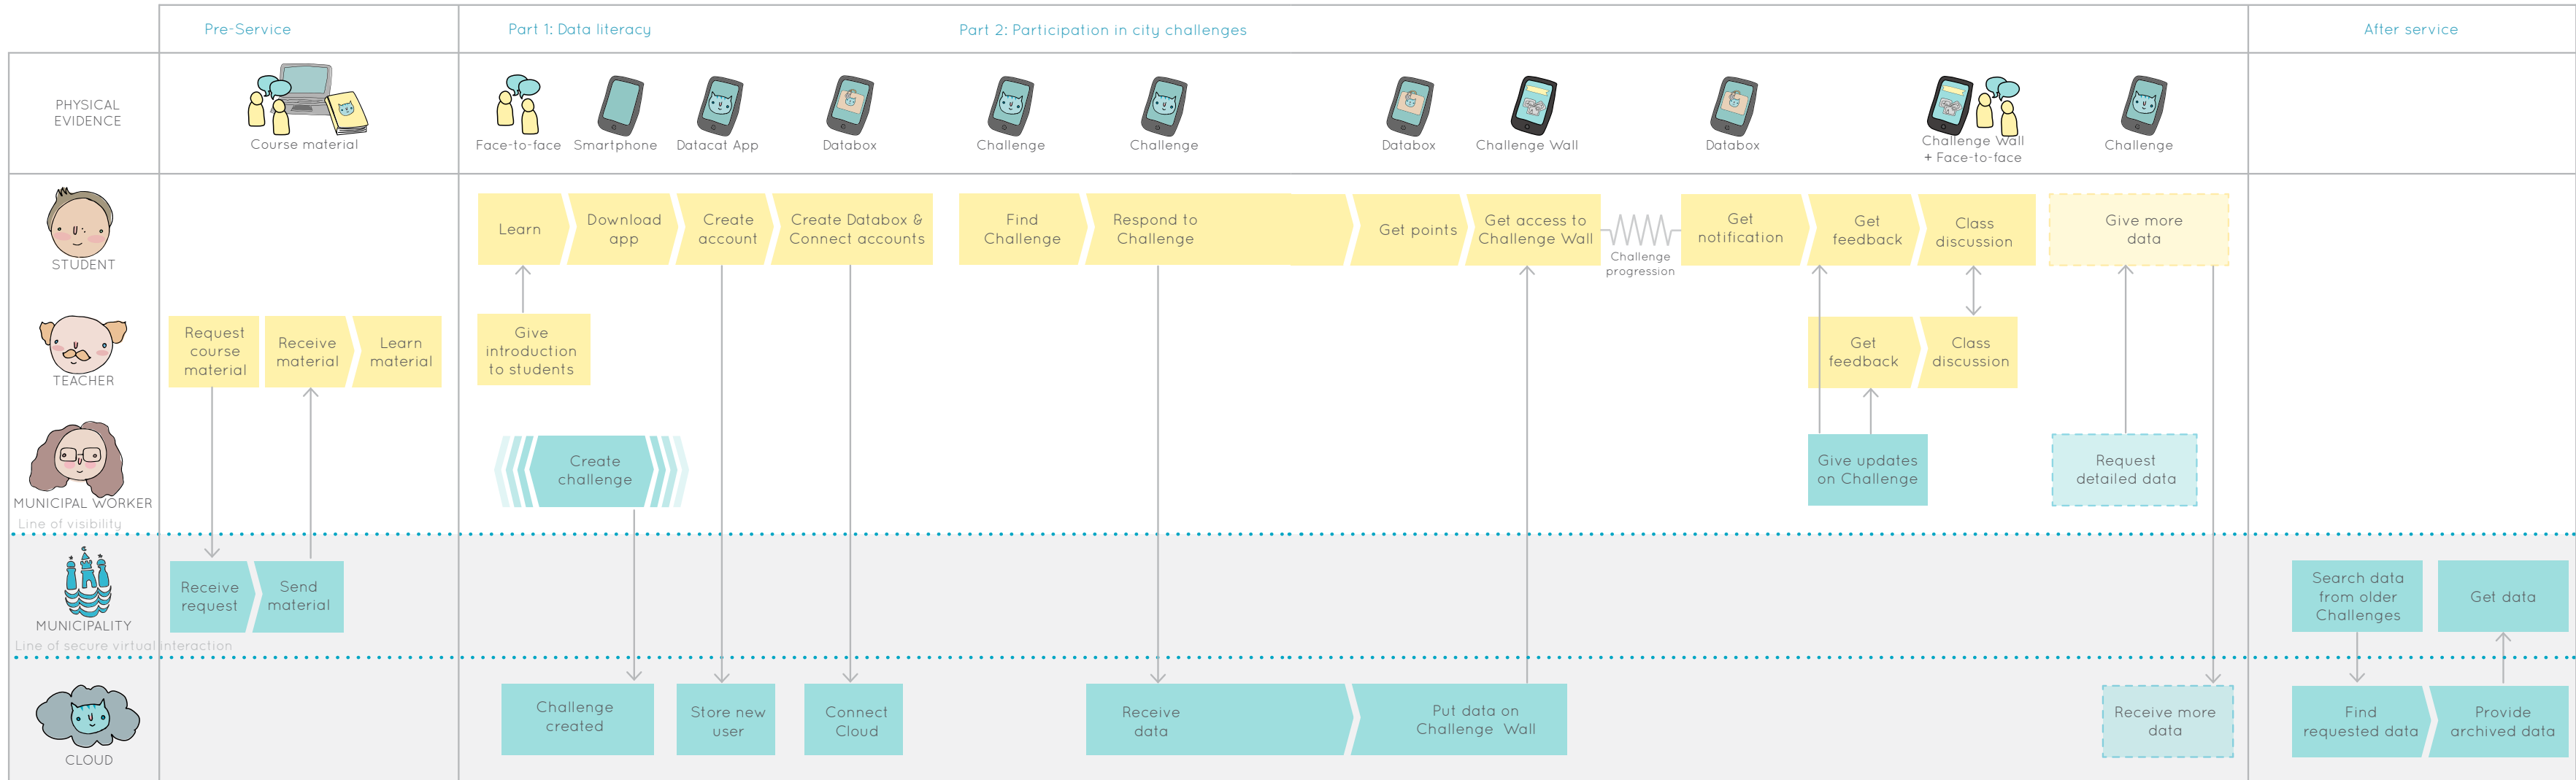 Pre-Service
Part 1: Data literacy
Part 2: Participation in city challenges
After service
PHYSICAL
EVIDENCE
Course material
Face-to-face
Smartphone
Datacat App
Databox
Challenge
Challenge
Databox
Challenge Wall
Databox
Challenge Wall
+ Face-to-face
Challenge
STUDENT
Learn
Download
app
Create
account
Create Databox &
Connect accounts
Find
Challenge
Respond to
Challenge
Get points
Get access to
Challenge Wall
Challenge
progression
Get
notification
Get
feedback
Class
discussion
Give more
data
TEACHER
Request
course
material
Receive
material
Learn
material
Give
introduction
to students
Get
feedback
Class
discussion
MUNICIPAL WORKER
Create
challenge
Give updates
on Challenge
Request
detailed data
Line of visibility
MUNICIPALITY
Receive
request
Send
material
Search data
from older
Challenges
Get data
Line of secure virtual interaction
CLOUD
Challenge
created
Store new
user
Connect
Cloud
Receive
data
Put data on
Challenge Wall
Receive more
data
Find
requested data
Provide
archived data